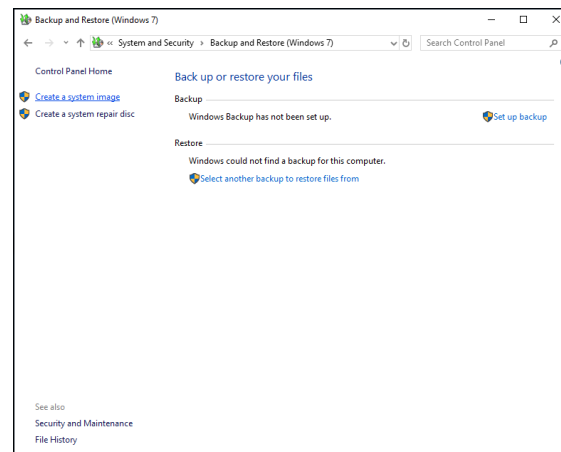 Backup and Restore (Windows 7)
« System and Security > Backup and Restore (Windows 7)
Search Control Panel
Control Panel Home
Create a system image
Create a system repair disc
Back up or restore your files
Backup
Windows Backup has not been set up.
Set up backup
Restore
Windows could not find a backup for this computer.
Select another backup to restore files from
See also
Security and Maintenance
File History